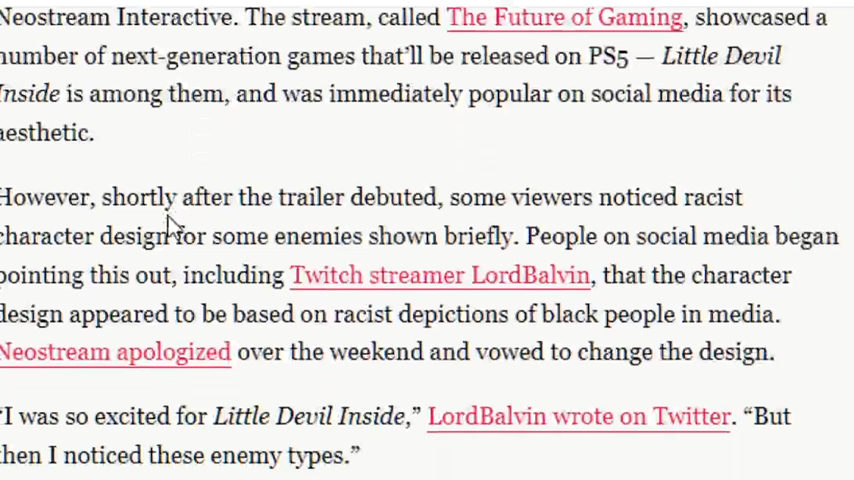 Neostream Interactive. The stream, called The Future of Gaming, showcased a
number of next-generation games that’ll be released on PS5 — Little Devil
Inside is among them, and was immediately popular on social media for its
aesthetic.
However, shortly after the trailer debuted, some viewers noticed racist
character design for some enemies shown briefly. People on social media began
pointing this out, including Twitch streamer LordBalvin, that the character
design appeared to be based on racist depictions of black people in media.
Neostream apologized over the weekend and vowed to change the design.
“I was so excited for Little Devil Inside,” LordBalvin wrote on Twitter. “But
then I noticed these enemy types.”